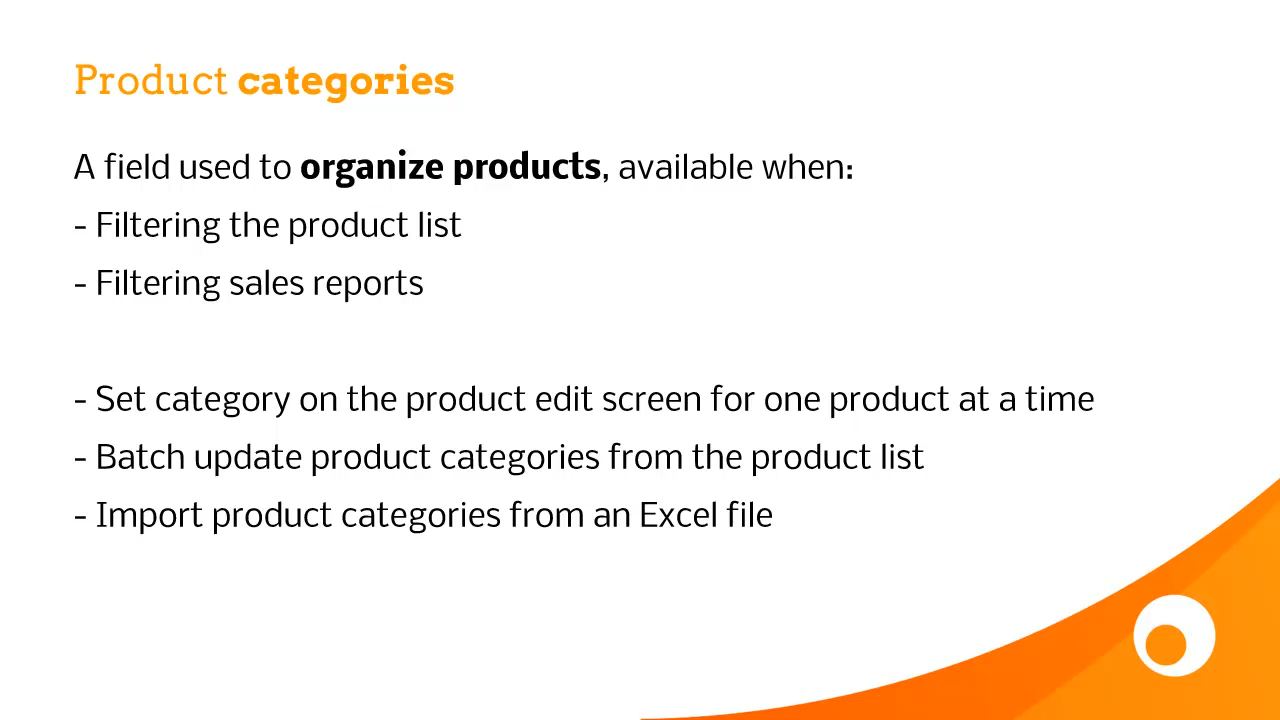 Product categories
A field used to organize products, available when:
- Filtering the product list
- Filtering sales reports
- Set category on the product edit screen for one product at a time
- Batch update product categories from the product list
- Import product categories from an Excel file